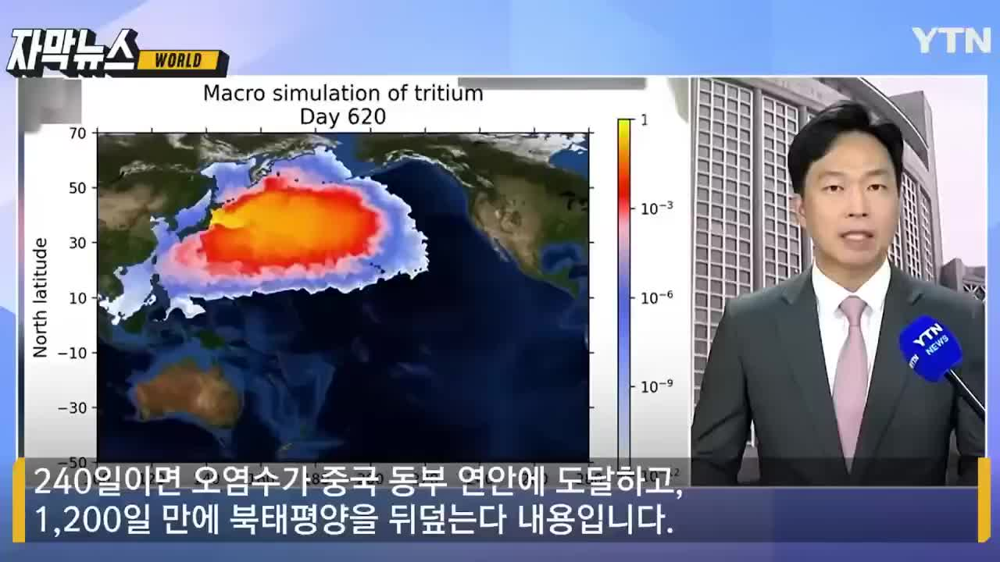 자막뉴스
WORLD
YTN
Macro simulation of tritium
Day 620
70
50
30
10
−10
−30
−50
North latitude
1
10⁻³
10⁻⁶
10⁻⁹
YTN
NEWS
YTN
240일이면 오염수가 중국 동부 연안에 도달하고,
1,200일 만에 북태평양을 뒤덮는다 내용입니다.